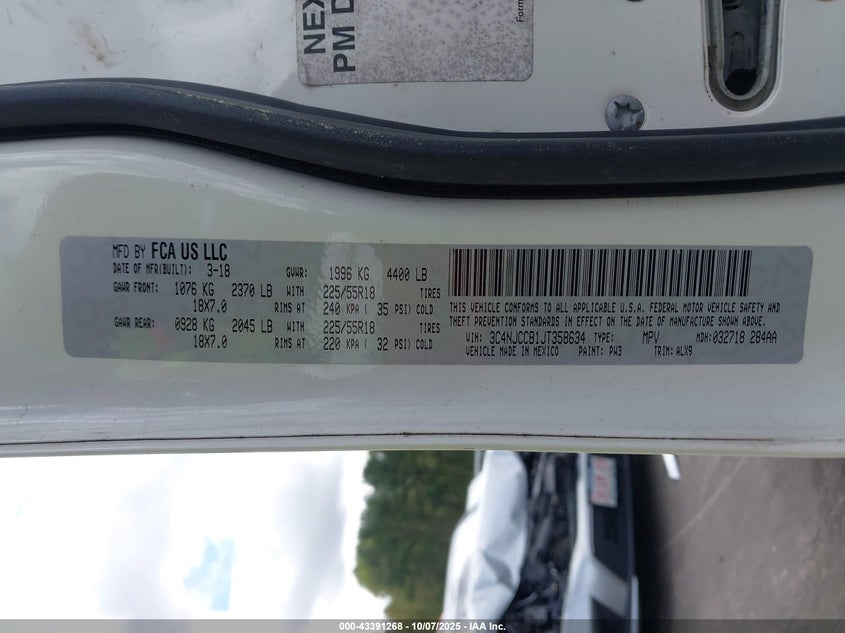 NEX
PM D
Form
MFD BY FCA US LLC
DATE OF MFR(BUILT): 3-18 GVWR: 1996 KG 4400 LB
GAWR FRONT: 1076 KG 2370 LB WITH 225/55R18 TIRES
18X7.0 RIMS AT 240 KPA ( 35 PSI) COLD
GAWR REAR: 0928 KG 2045 LB WITH 225/55R18 TIRES
18X7.0 RIMS AT 220 KPA ( 32 PSI) COLD
THIS VEHICLE CONFORMS TO ALL APPLICABLE U.S.A. FEDERAL MOTOR VEHICLE SAFETY AND
THEFT PREVENTION STANDARDS IN EFFECT ON THE DATE OF MANUFACTURE SHOWN ABOVE.
VIN: 3C4NJCCB1JT358634 TYPE: MPV MDH: 032718 284AA
VEHICLE MADE IN MEXICO PAINT: PW3 TRIM: ALX9
000-43391268 - 10/07/2025 - IAA Inc.